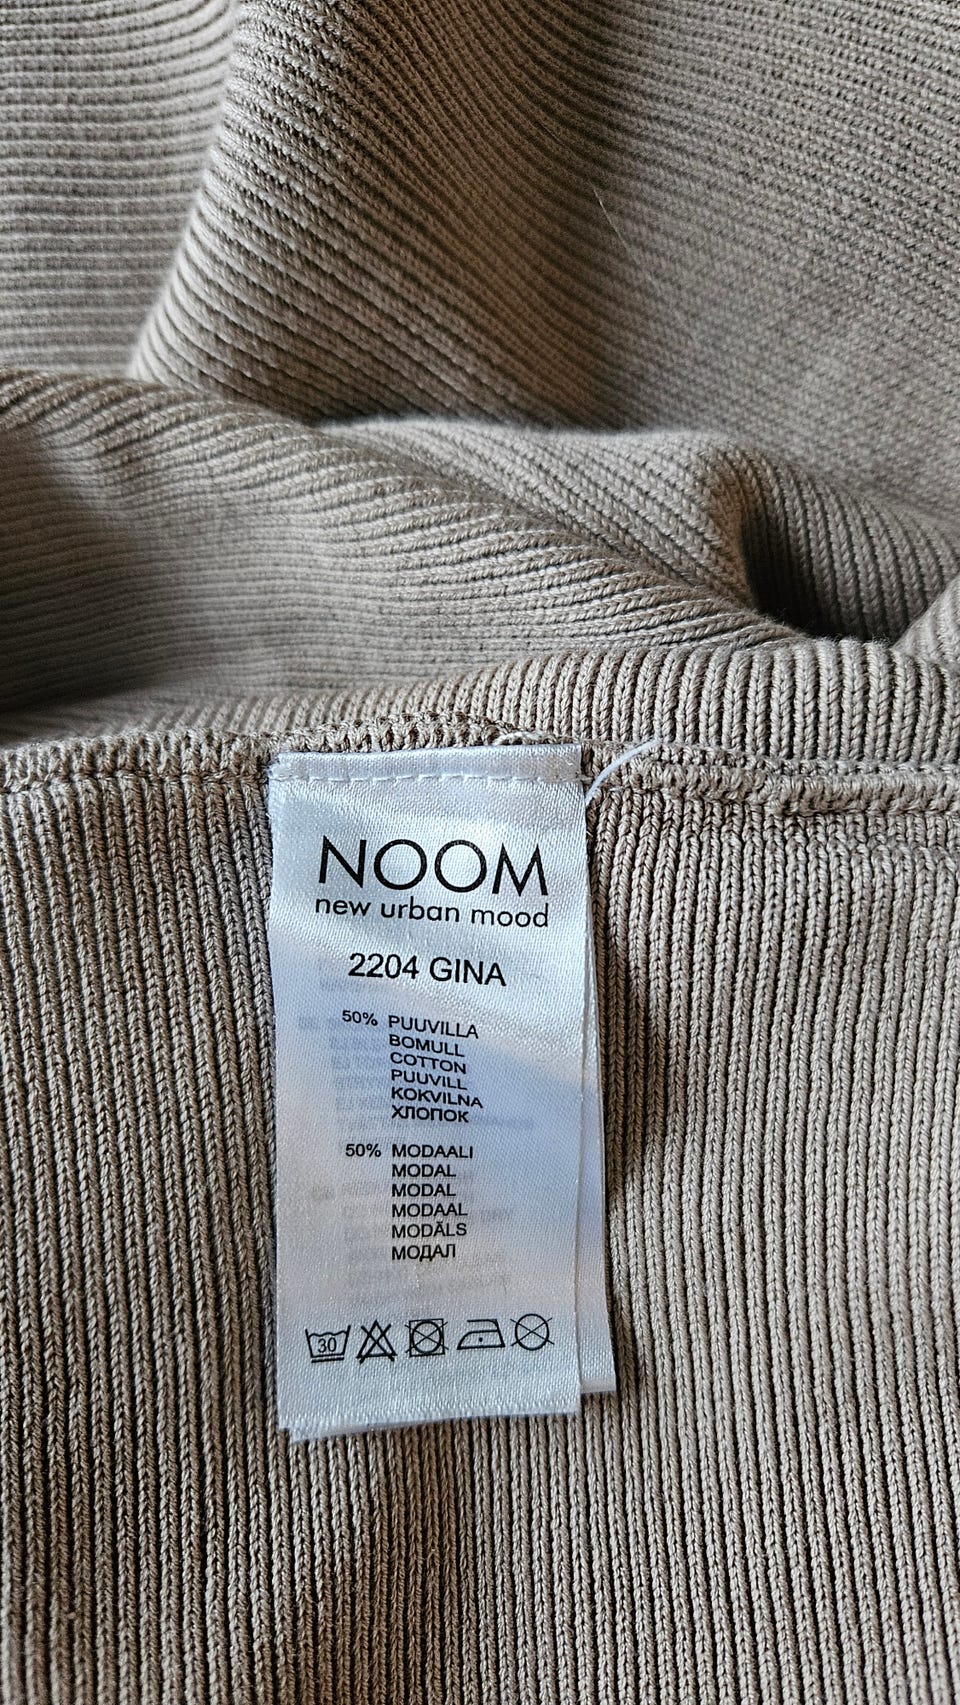 NOOM
new urban mood
2204 GINA
50% PUUVILLA
BOMULL
COTTON
PUUVILL
KOKVILNA
ХЛОПОК
50% MODAALI
MODAL
MODAL
MODAAL
MODĀLS
МОДАЛ
30